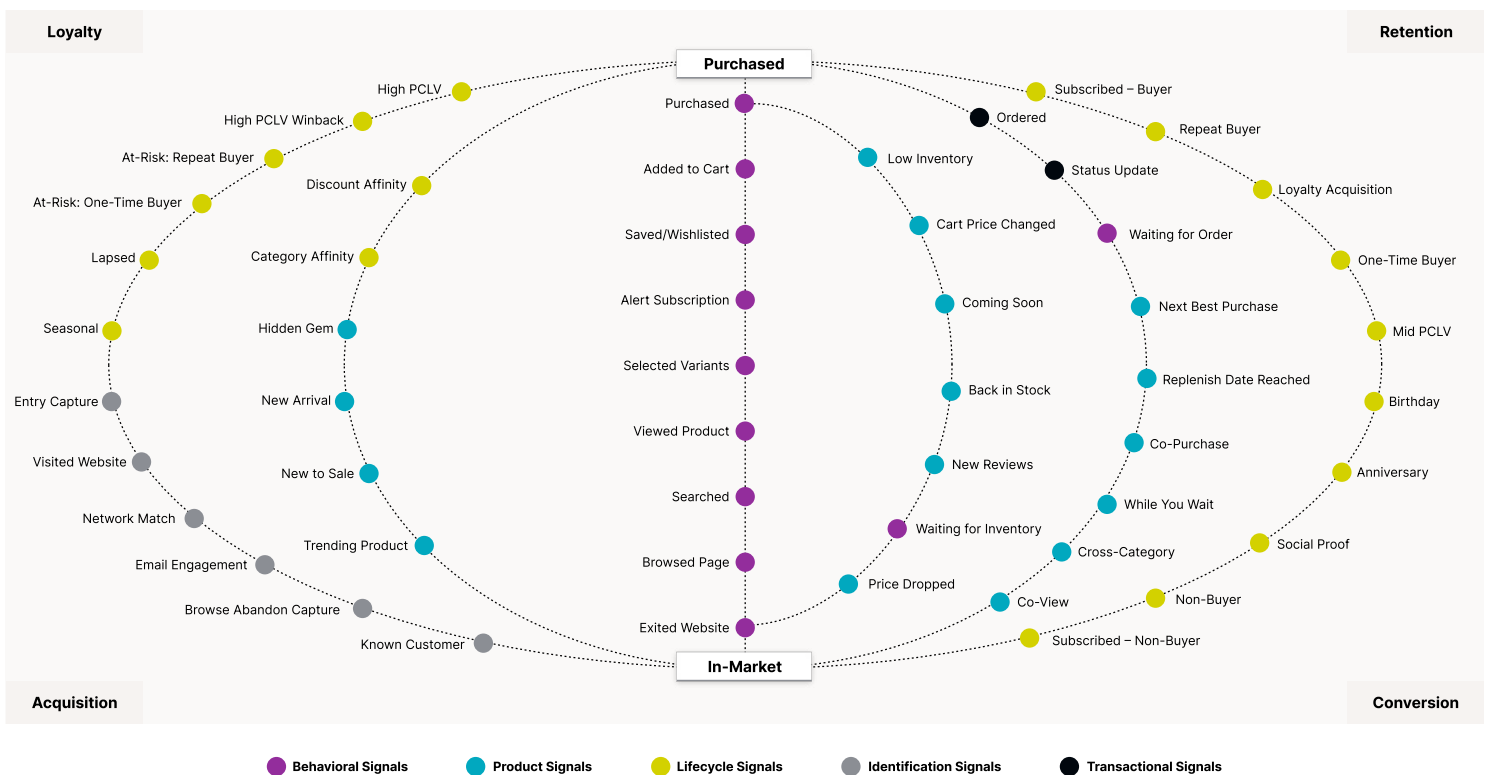 Loyalty
Retention
Purchased
High PCLV
High PCLV Winback
At-Risk: Repeat Buyer
At-Risk: One-Time Buyer
Lapsed
Seasonal
Entry Capture
Visited Website
Network Match
Email Engagement
Browse Abandon Capture
Known Customer
Discount Affinity
Category Affinity
Hidden Gem
New Arrival
New to Sale
Trending Product
Purchased
Added to Cart
Saved/Wishlisted
Alert Subscription
Selected Variants
Viewed Product
Searched
Browsed Page
Exited Website
Low Inventory
Cart Price Changed
Coming Soon
Back in Stock
New Reviews
Waiting for Inventory
Price Dropped
Ordered
Status Update
Waiting for Order
Next Best Purchase
Replenish Date Reached
Co-Purchase
While You Wait
Cross-Category
Co-View
Subscribed – Buyer
Repeat Buyer
Loyalty Acquisition
One-Time Buyer
Mid PCLV
Birthday
Anniversary
Social Proof
Non-Buyer
Subscribed – Non-Buyer
In-Market
Acquisition
Conversion
Behavioral Signals
Product Signals
Lifecycle Signals
Identification Signals
Transactional Signals